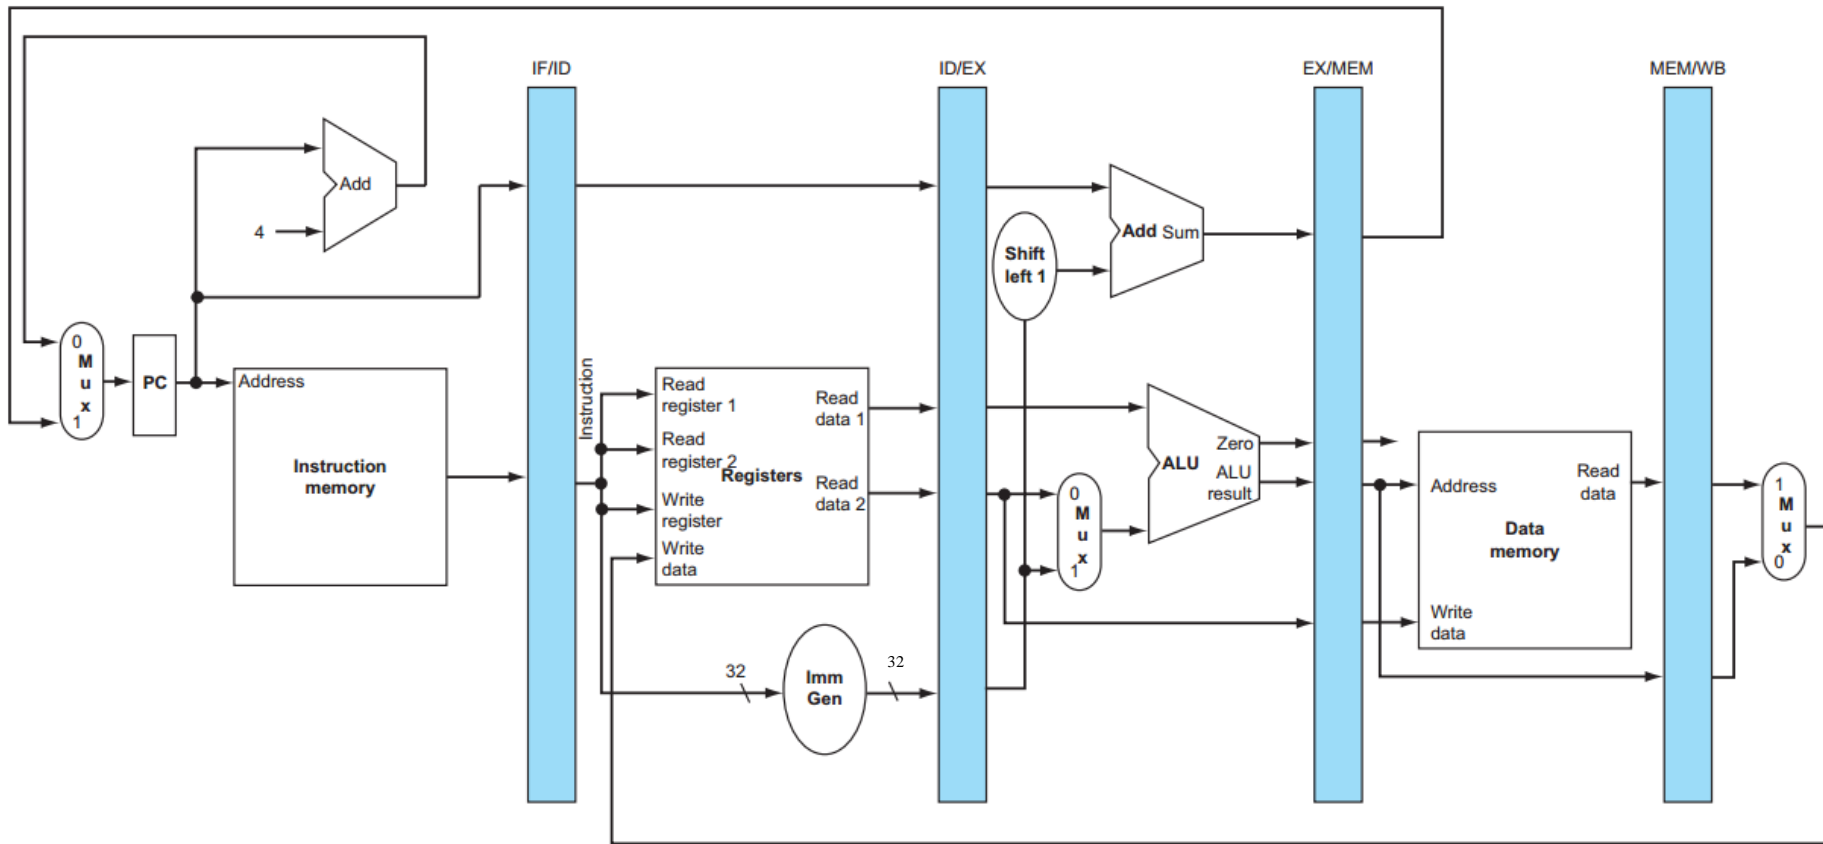 IF/ID
ID/EX
EX/MEM
MEM/WB
Add
4
Add Sum
Shift
left 1
0
M
u
x
1
PC
Address
Instruction
memory
Instruction
Read
register 1
Read
register 2
Write
register
Write
data
Registers
Read
data 1
Read
data 2
32
Imm
Gen
32
0
M
u
x
1
ALU
Zero
ALU
result
Address
Read
data
Data
memory
Write
data
1
M
u
x
0